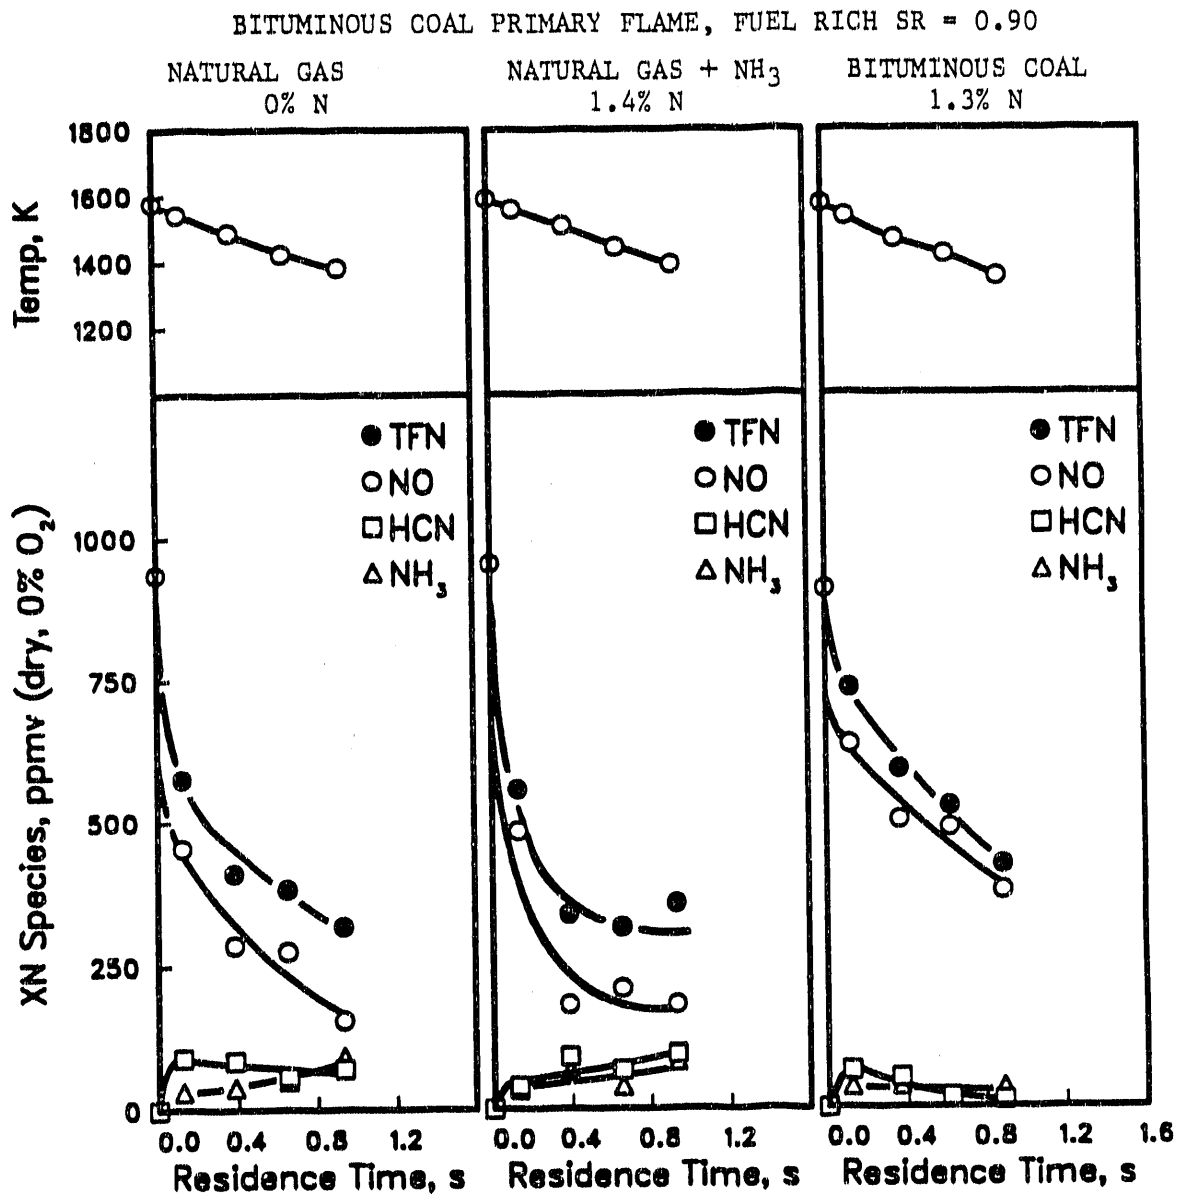 BITUMINOUS COAL PRIMARY FLAME, FUEL RICH SR = 0.90
NATURAL GAS
0% N
NATURAL GAS + NH3
1.4% N
BITUMINOUS COAL
1.3% N
Temp, K
1800
1600
1400
1200
XN Species, ppmv (dry, 0% O2)
1000
750
500
250
0
TFN
NO
HCN
NH3
TFN
NO
HCN
NH3
TFN
NO
HCN
NH3
0.0 0.4 0.8 1.2
0.0 0.4 0.8 1.2
0.0 0.4 0.8 1.2 1.6
Residence Time, s
Residence Time, s
Residence Time, s